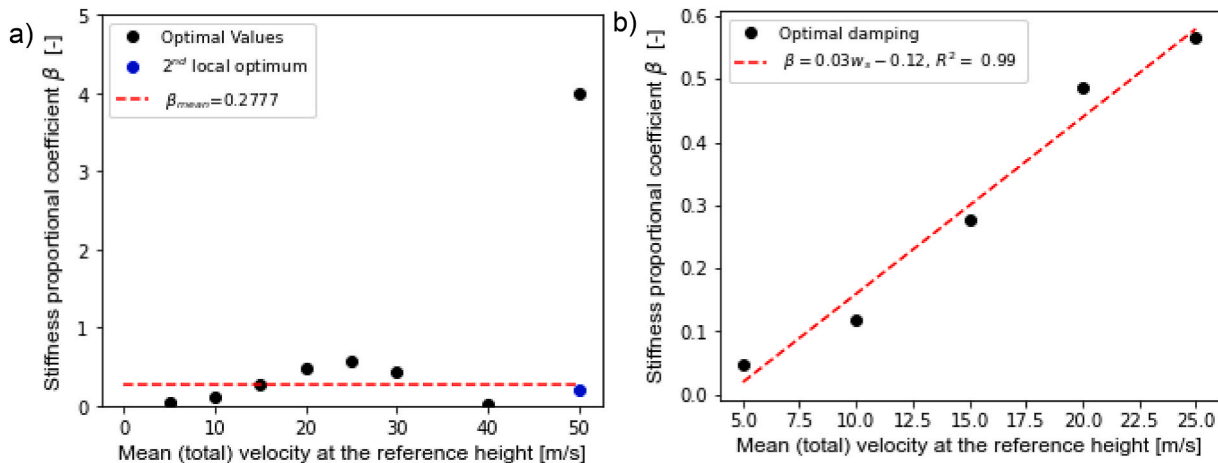 a)
Stiffness proportional coefficient β [-]
5
4
3
2
1
0
Optimal Values
2nd local optimum
βmean=0.2777
0 10 20 30 40 50
Mean (total) velocity at the reference height [m/s]
b)
Stiffness proportional coefficient β [-]
0.6
0.5
0.4
0.3
0.2
0.1
0.0
Optimal damping
β = 0.03ws − 0.12, R² = 0.99
5.0 7.5 10.0 12.5 15.0 17.5 20.0 22.5 25.0
Mean (total) velocity at the reference height [m/s]